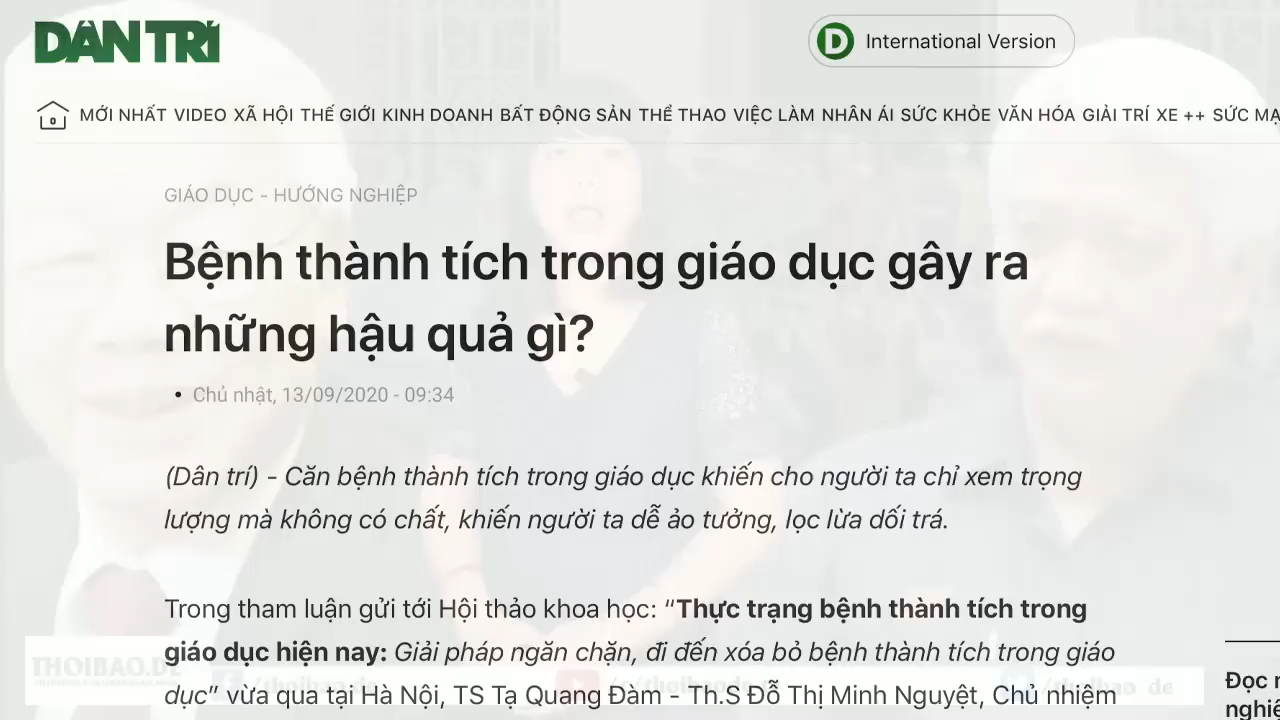 DÂN TRÍ
D International Version
MỚI NHẤT VIDEO XÃ HỘI THẾ GIỚI KINH DOANH BẤT ĐỘNG SẢN THỂ THAO VIỆC LÀM NHÂN ÁI SỨC KHỎE VĂN HÓA GIẢI TRÍ XE ++ SỨC MẠ
GIÁO DỤC - HƯỚNG NGHIỆP
Bệnh thành tích trong giáo dục gây ra
những hậu quả gì?
• Chủ nhật, 13/09/2020 - 09:34
(Dân trí) - Căn bệnh thành tích trong giáo dục khiến cho người ta chỉ xem trọng
lượng mà không có chất, khiến người ta dễ ảo tưởng, lọc lừa dối trá.
Trong tham luận gửi tới Hội thảo khoa học: “Thực trạng bệnh thành tích trong
giáo dục hiện nay: Giải pháp ngăn chặn, đi đến xóa bỏ bệnh thành tích trong giáo
dục” vừa qua tại Hà Nội, TS Tạ Quang Đàm - Th.S Đỗ Thị Minh Nguyệt, Chủ nhiệm
THOIBAO.DE
Đọc